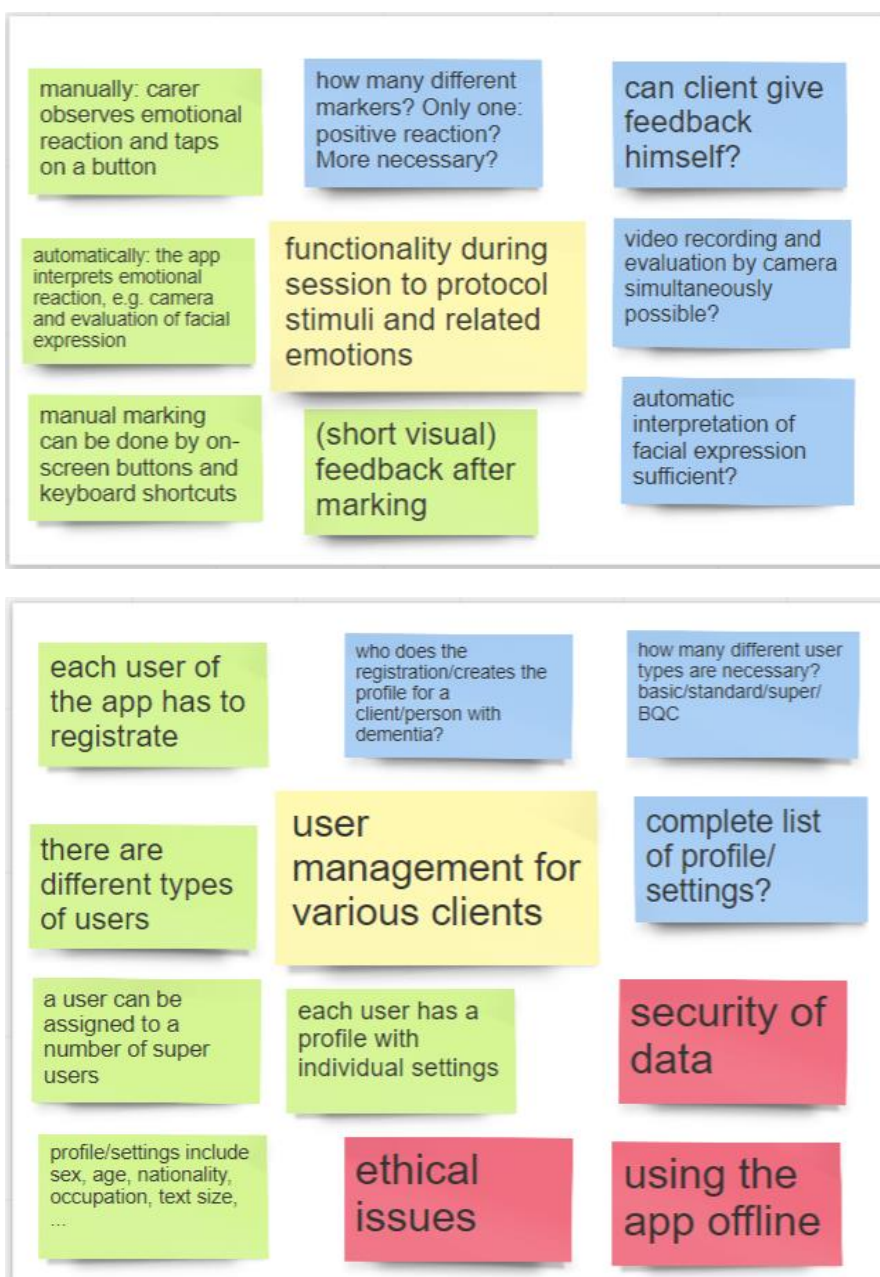 manually: carer
observes emotional
reaction and taps
on a button
how many different
markers? Only one:
positive reaction?
More necessary?
can client give
feedback
himself?
automatically: the app
interprets emotional
reaction, e.g. camera
and evaluation of facial
expression
functionality during
session to protocol
stimuli and related
emotions
video recording and
evaluation by camera
simultaneously
possible?
manual marking
can be done by on-
screen buttons and
keyboard shortcuts
(short visual)
feedback after
marking
automatic
interpretation of
facial expression
sufficient?
each user of
the app has to
registrate
who does the
registration/creates the
profile for a
client/person with
dementia?
how many different user
types are necessary?
basic/standard/super/
BQC
there are
different types
of users
user
management for
various clients
complete list
of profile/
settings?
a user can be
assigned to a
number of super
users
each user has a
profile with
individual settings
security of
data
profile/settings include
sex, age, nationality,
occupation, text size,
...
ethical
issues
using the
app offline